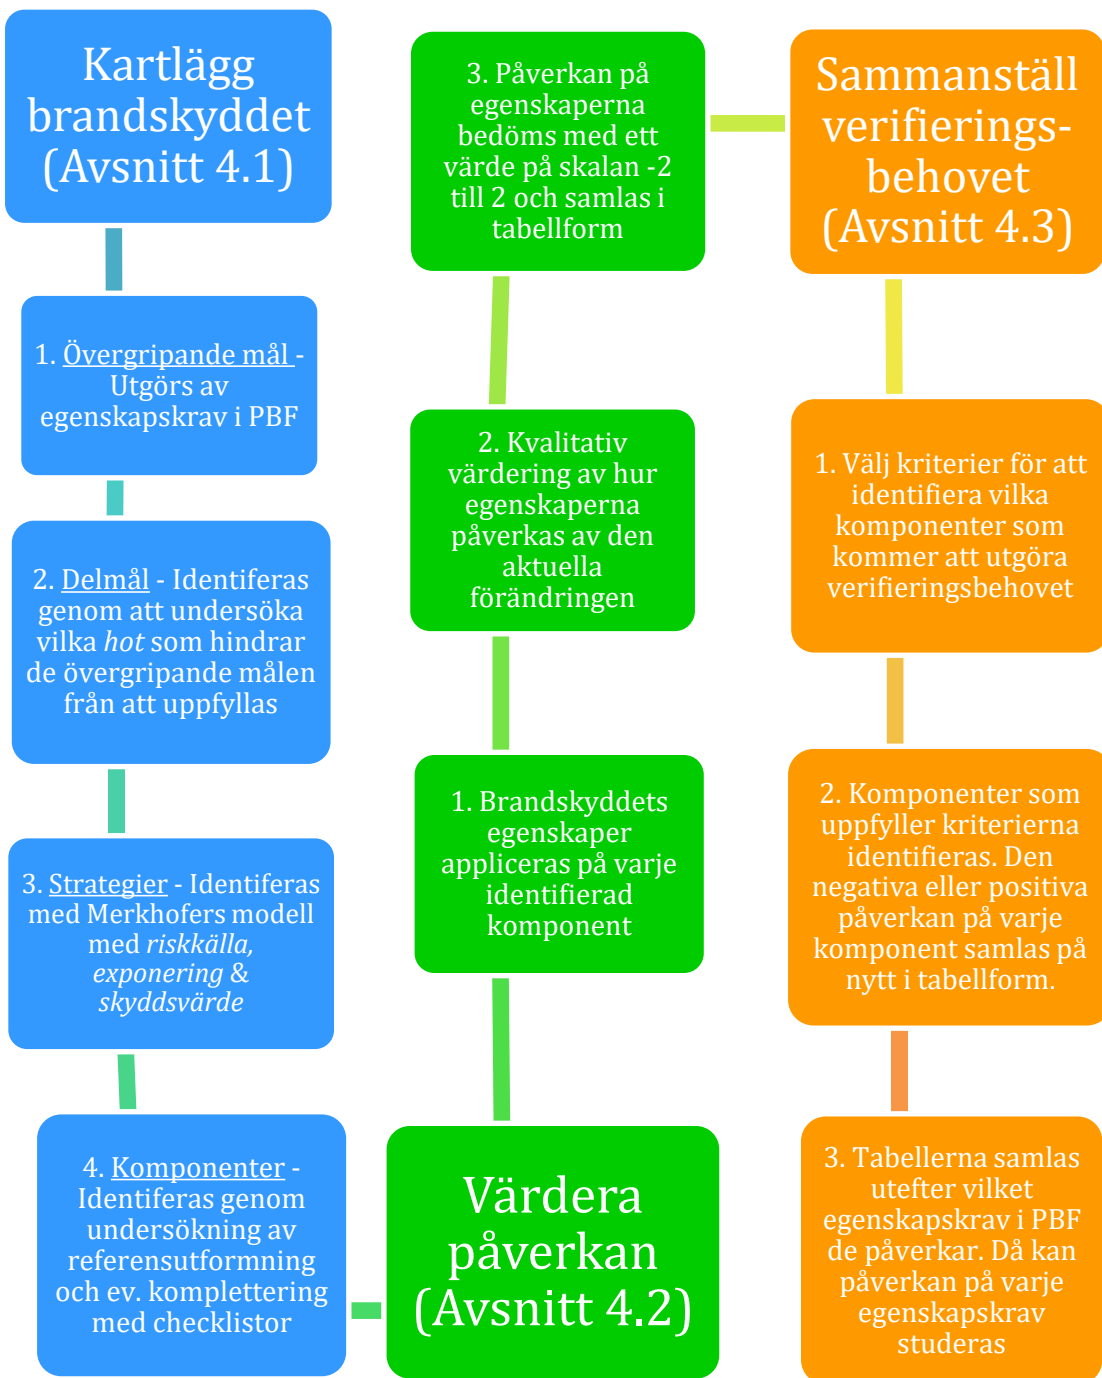 Kartlägg
brandskyddet
(Avsnitt 4.1)
1. Övergripande mål -
Utgörs av
egenskapskrav i PBF
2. Delmål - Identiferas
genom att undersöka
vilka hot som hindrar
de övergripande målen
från att uppfyllas
3. Strategier - Identiferas
med Merkhofers modell
med riskkälla,
exponering &
skyddsvärde
4. Komponenter -
Identiferas genom
undersökning av
referensutformning
och ev. komplettering
med checklistor
Värdera
påverkan
(Avsnitt 4.2)
1. Brandskyddets
egenskaper
appliceras på varje
identifierad
komponent
2. Kvalitativ
värdering av hur
egenskaperna
påverkas av den
aktuella
förändringen
3. Påverkan på
egenskaperna
bedöms med ett
värde på skalan -2
till 2 och samlas i
tabellform
Sammanställ
verifierings-
behovet
(Avsnitt 4.3)
1. Välj kriterier för att
identifiera vilka
komponenter som
kommer att utgöra
verifieringsbehovet
2. Komponenter som
uppfyller kriterierna
identifieras. Den
negativa eller positiva
påverkan på varje
komponent samlas på
nytt i tabellform.
3. Tabellerna samlas
utefter vilket
egenskapskrav i PBF
de påverkar. Då kan
påverkan på varje
egenskapskrav
studeras